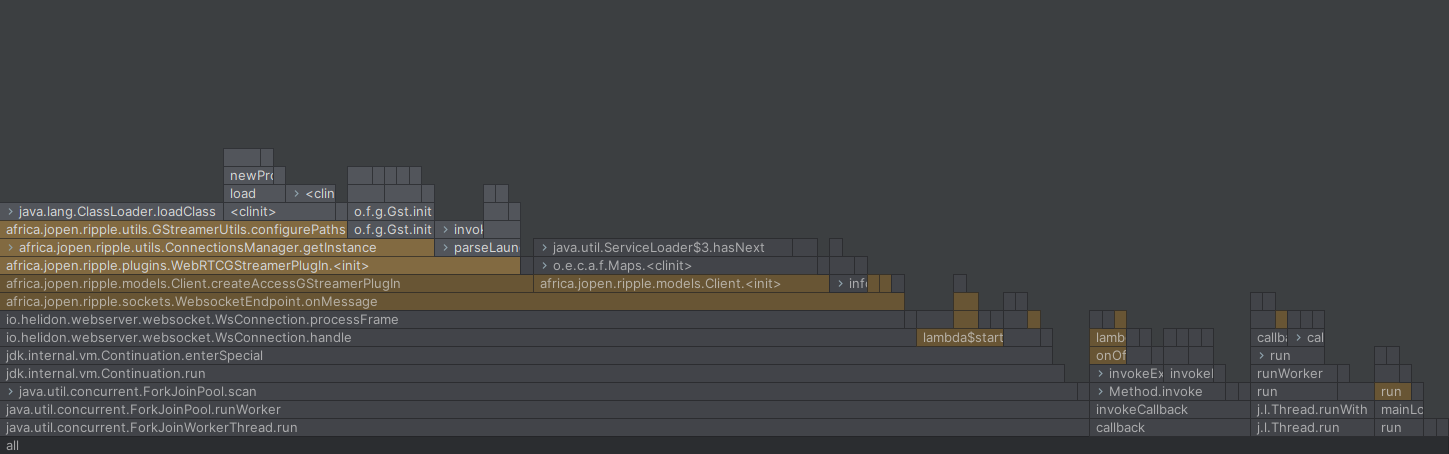 newPro
load > <clin
> java.lang.ClassLoader.loadClass <clinit> o.f.g.Gst.init
africa.jopen.ripple.utils.GStreamerUtils.configurePaths o.f.g.Gst.init > invok
> africa.jopen.ripple.utils.ConnectionsManager.getInstance > parseLaun > java.util.ServiceLoader$3.hasNext
africa.jopen.ripple.plugins.WebRTCGStreamerPlugIn.<init> > o.e.c.a.f.Maps.<clinit>
africa.jopen.ripple.models.Client.createAccessGStreamerPlugIn africa.jopen.ripple.models.Client.<init> > info
africa.jopen.ripple.sockets.WebsocketEndpoint.onMessage
io.helidon.webserver.websocket.WsConnection.processFrame
io.helidon.webserver.websocket.WsConnection.handle lambda$start lamb callba > cal
jdk.internal.vm.Continuation.enterSpecial onOf > run
jdk.internal.vm.Continuation.run > invokeEx invokel runWorker
> java.util.concurrent.ForkJoinPool.scan > Method.invoke run run
java.util.concurrent.ForkJoinPool.runWorker invokeCallback j.l.Thread.runWith mainLo
java.util.concurrent.ForkJoinWorkerThread.run callback j.l.Thread.run run
all